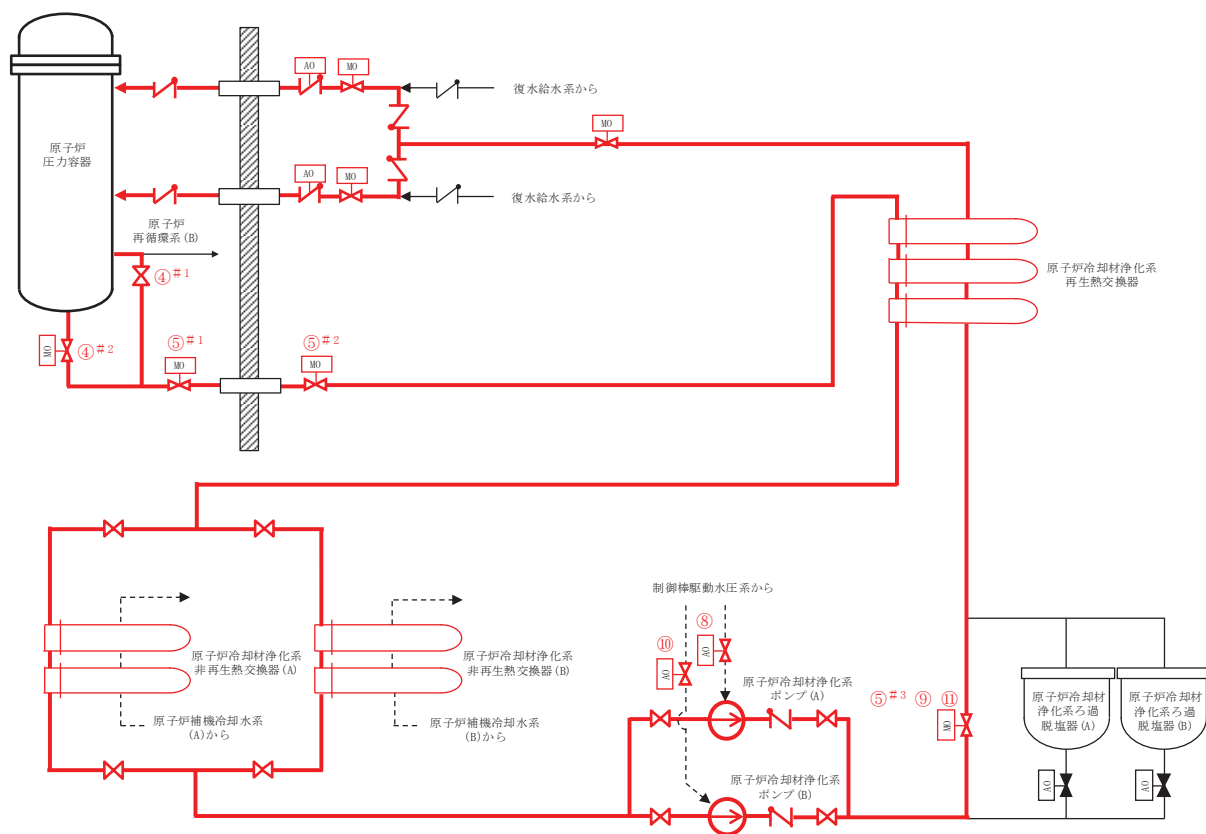 AO
MO
復水給水系から
MO
原子炉
圧力容器
AO
MO
復水給水系から
原子炉
再循環系(B)
④#1
原子炉冷却材浄化系
再生熱交換器
MO
④#2
⑤#1
MO
⑤#2
MO
制御棒駆動水圧系から
⑧
AO
⑩
AO
原子炉冷却材浄化系
非再生熱交換器(A)
原子炉冷却材浄化系
非再生熱交換器(B)
原子炉補機冷却水系
(A)から
原子炉補機冷却水系
(B)から
原子炉冷却材浄化系
ポンプ(A)
⑤#3 ⑨ ⑪
MO
原子炉冷却材
浄化系ろ過
脱塩器(A)
原子炉冷却材
浄化系ろ過
脱塩器(B)
原子炉冷却材浄化系
ポンプ(B)
AO
AO